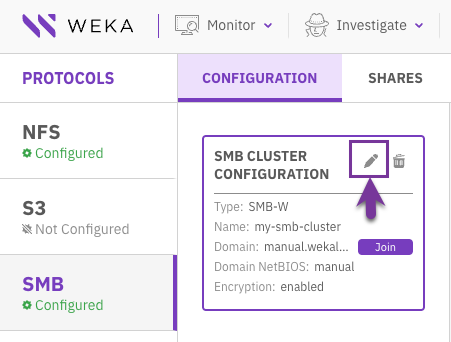 WEKA
Monitor
Investigate
PROTOCOLS
CONFIGURATION
SHARES
NFS
Configured
S3
Not Configured
SMB
Configured
SMB CLUSTER
CONFIGURATION
Type: SMB-W
Name: my-smb-cluster
Domain: manual.wekal... Join
Domain NetBIOS: manual
Encryption: enabled